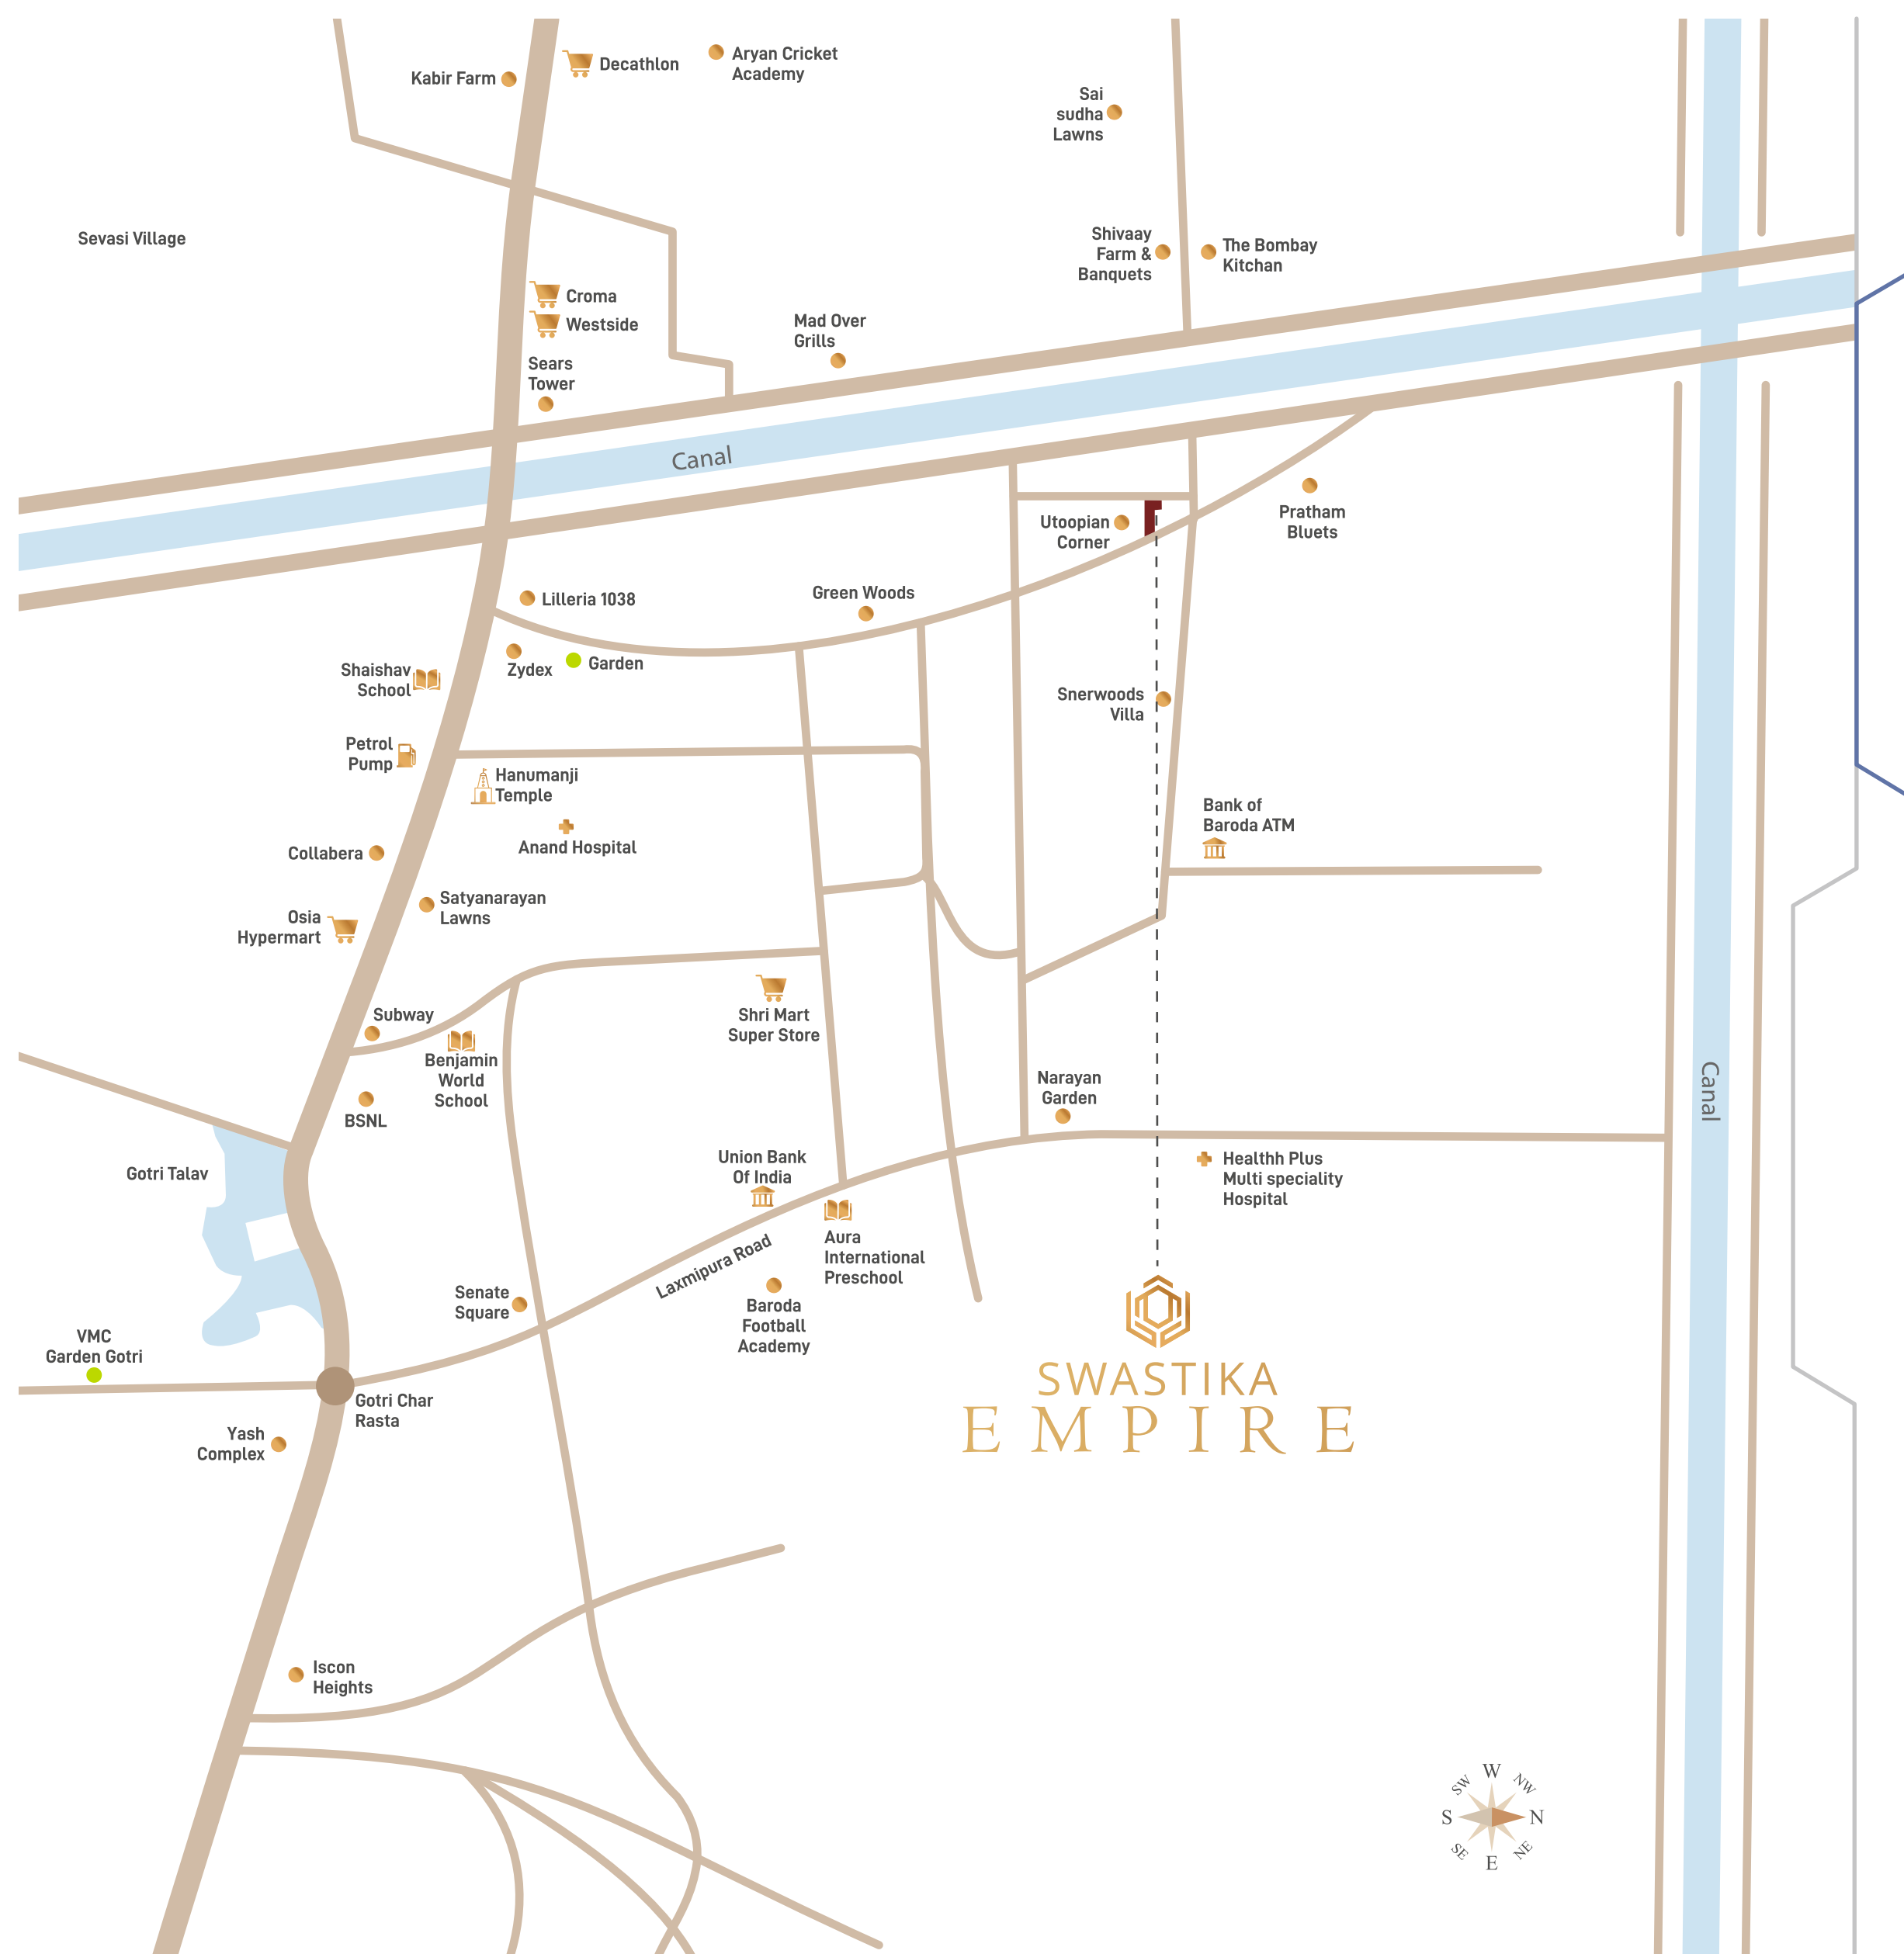 Kabir Farm
Decathlon
Aryan Cricket
Academy
Sai
sudha
Lawns
Sevasi Village
Shivaay
Farm &
Banquets
The Bombay
Kitchan
Croma
Westside
Mad Over
Grills
Sears
Tower
Canal
Utoopian
Corner
Pratham
Bluets
Lilleria 1038
Green Woods
Zydex
Garden
Shaishav
School
Snerwoods
Villa
Petrol
Pump
Hanumanji
Temple
Bank of
Baroda ATM
Anand Hospital
Collabera
Satyanarayan
Lawns
Osia
Hypermart
Subway
Shri Mart
Super Store
Benjamin
World
School
BSNL
Narayan
Garden
Canal
Gotri Talav
Union Bank
Of India
Healthh Plus
Multi speciality
Hospital
Aura
International
Preschool
Laxmipura Road
Senate
Square
Baroda
Football
Academy
VMC
Garden Gotri
Gotri Char
Rasta
SWASTIKA
EMPIRE
Yash
Complex
Iscon
Heights
W
SW
NW
S
N
SE
NE
E